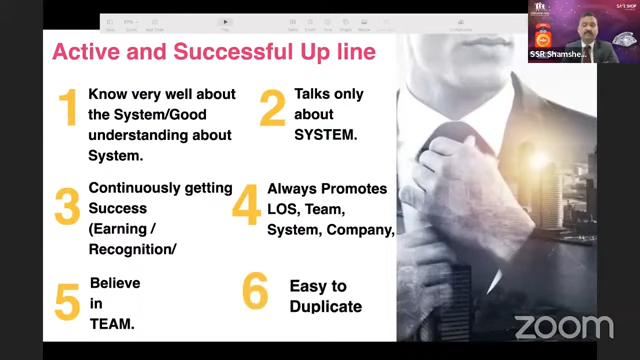 Active and Successful Up line
1 Know very well about
the System/Good
understanding about
System.
2 Talks only
about
SYSTEM.
3 Continuously getting
Success
(Earning /
Recognition/
4 Always Promotes
LOS, Team,
System, Company,
5 Believe
in
TEAM.
6 Easy to
Duplicate
SSR Shamshe...
zoom